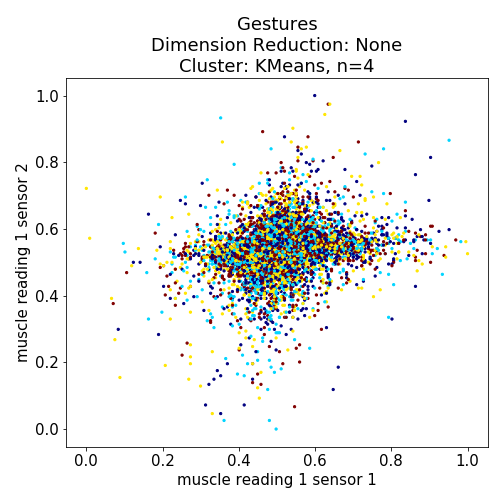 Gestures
Dimension Reduction: None
Cluster: KMeans, n=4
1.0
0.8
0.6
0.4
0.2
0.0
muscle reading 1 sensor 2
0.0 0.2 0.4 0.6 0.8 1.0
muscle reading 1 sensor 1